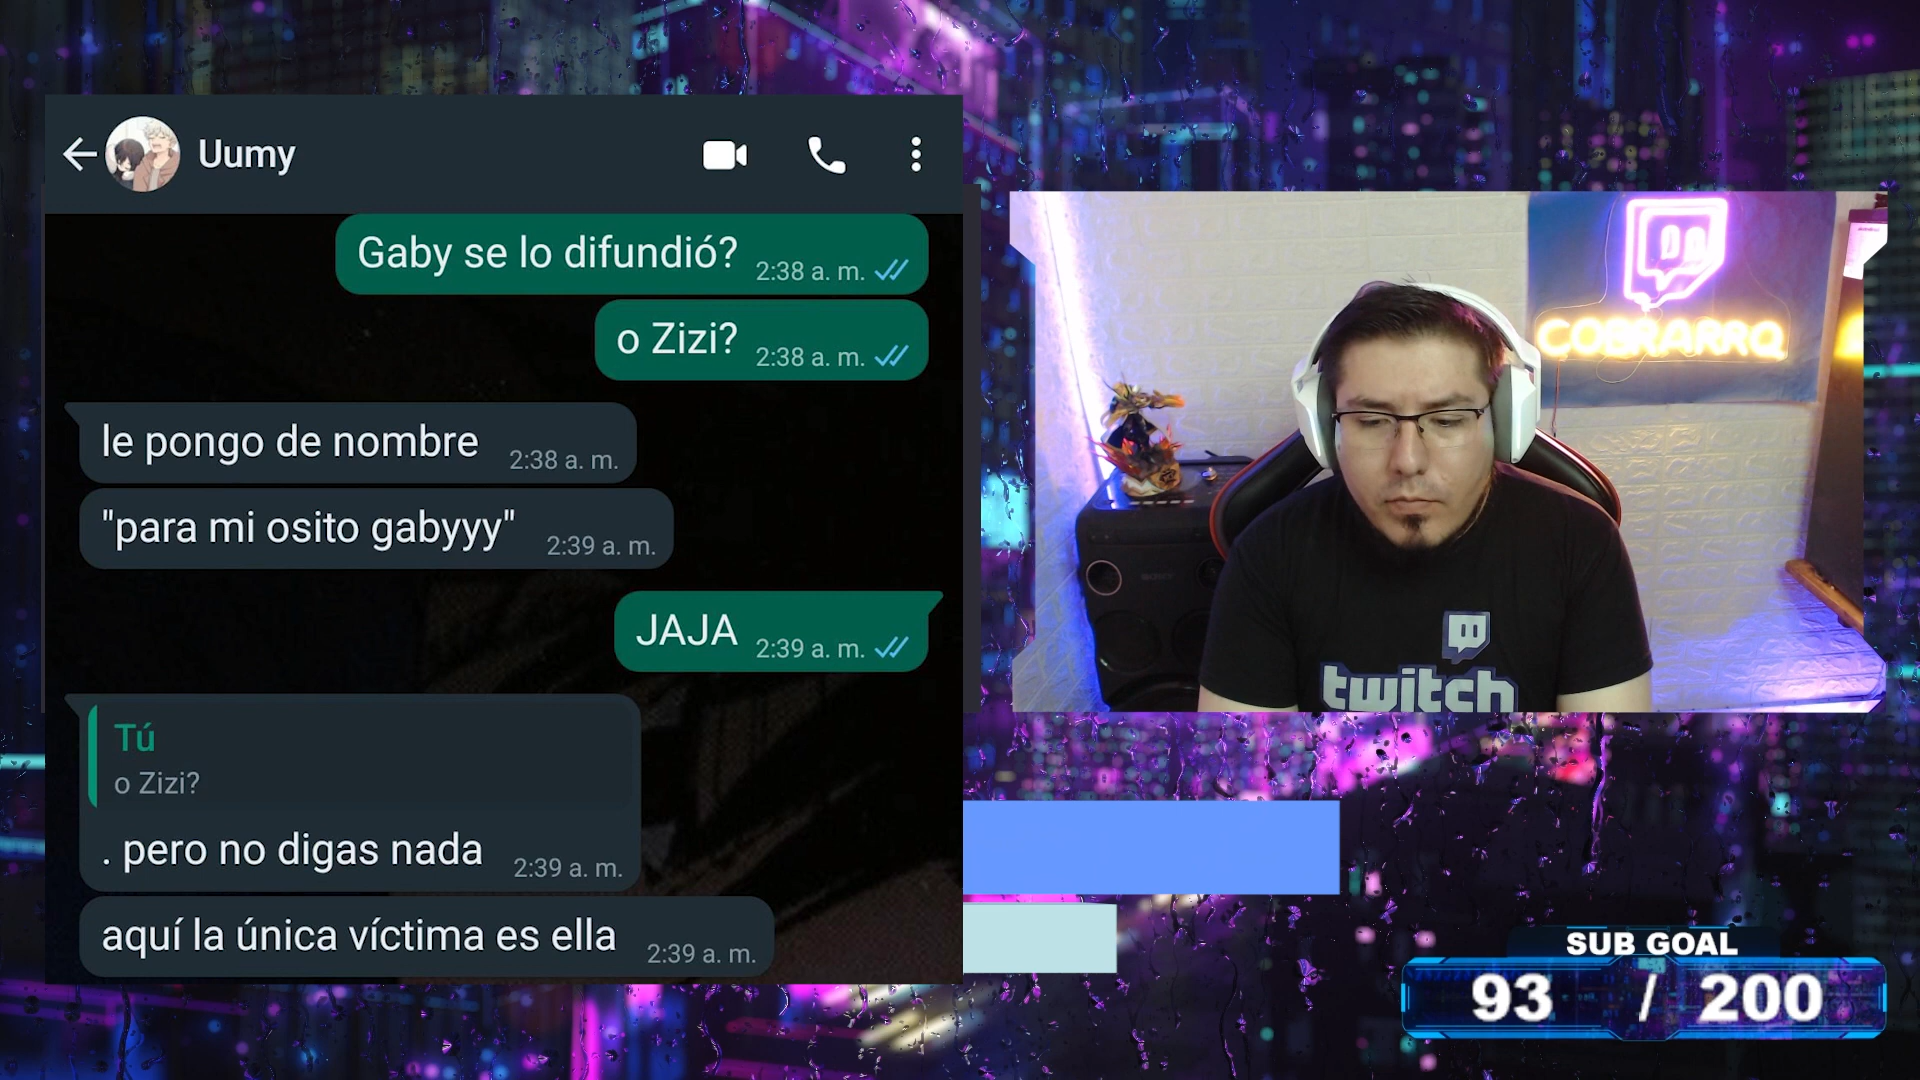 Uumy
Gaby se lo difundió? 2:38 a. m.
o Zizi? 2:38 a. m.
le pongo de nombre 2:38 a. m.
"para mi osito gabyyy" 2:39 a. m.
JAJA 2:39 a. m.
Tú
o Zizi?
. pero no digas nada 2:39 a. m.
aquí la única víctima es ella 2:39 a. m.
COBRARRQ
twitch
SUB GOAL
93 / 200